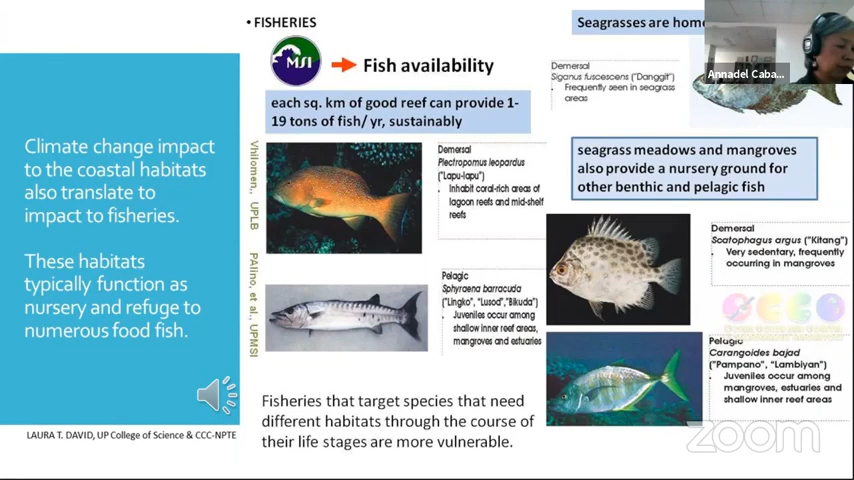 Climate change impact
to the coastal habitats
also translate to
impact to fisheries.
These habitats
typically function as
nursery and refuge to
numerous food fish.
LAURA T. DAVID, UP College of Science & CCC-NPTE
• FISHERIES
MSI
Fish availability
each sq. km of good reef can provide 1-
19 tons of fish/ yr, sustainably
Vhilomen,, UPLB
PAlino, et al., UPMSI
Demersal
Plectropomus leopardus
("Lapu-lapu")
• Inhabit coral-rich areas of
lagoon reefs and mid-shelf
reefs
Pelagic
Sphyraena barracuda
("Lingko", "Lusod","Bikuda")
• Juveniles occur among
shallow inner reef areas,
mangroves and estuaries
Fisheries that target species that need
different habitats through the course of
their life stages are more vulnerable.
Seagrasses are home
Annadel Caba...
Demersal
Siganus fuscescens ("Danggit")
• Frequently seen in seagrass
areas
seagrass meadows and mangroves
also provide a nursery ground for
other benthic and pelagic fish
Demersal
Scatophagus argus ("Kitang")
• Very sedentary, frequently
occurring in mangroves
Pelagic
Carangoides bajad
("Pampano", "Lambiyan")
• Juveniles occur among
mangroves, estuaries and
shallow inner reef areas
zoom